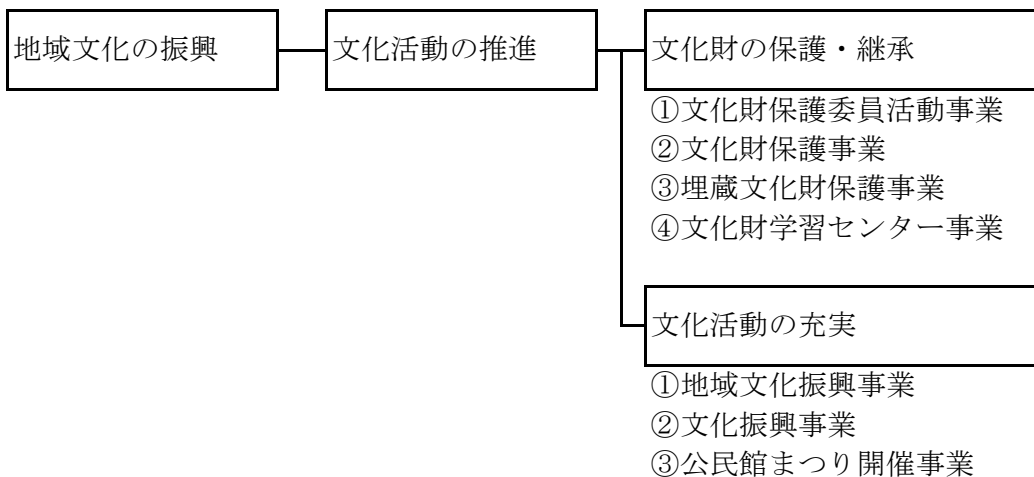 地域文化の振興
文化活動の推進
文化財の保護・継承
①文化財保護委員活動事業
②文化財保護事業
③埋蔵文化財保護事業
④文化財学習センター事業
文化活動の充実
①地域文化振興事業
②文化振興事業
③公民館まつり開催事業